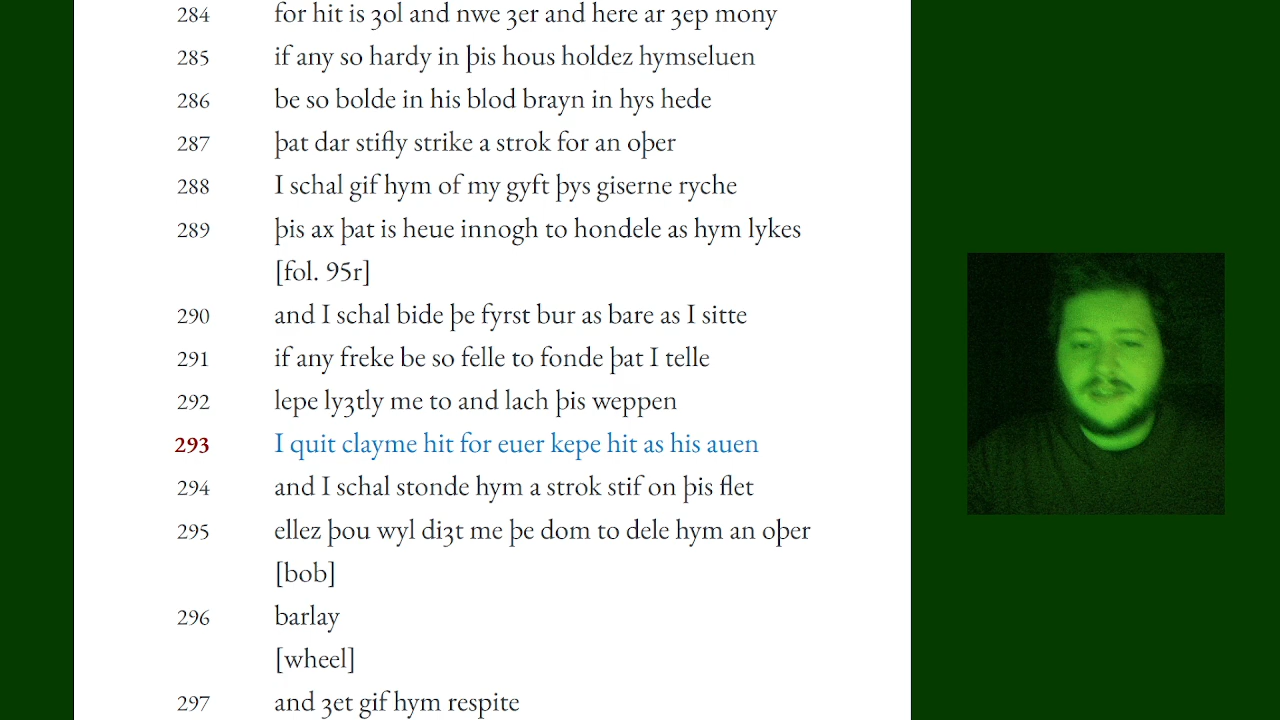 284 for hit is ȝol and nwe ȝer and here ar ȝep mony
285 if any so hardy in þis hous holdez hymseluen
286 be so bolde in his blod brayn in hys hede
287 þat dar stifly strike a strok for an oþer
288 I schal gif hym of my gyft þys giserne ryche
289 þis ax þat is heue innogh to hondele as hym lykes
[fol. 95r]
290 and I schal bide þe fyrst bur as bare as I sitte
291 if any freke be so felle to fonde þat I telle
292 lepe lyȝtly me to and lach þis weppen
293 I quit clayme hit for euer kepe hit as his auen
294 and I schal stonde hym a strok stif on þis flet
295 ellez þou wyl diȝt me þe dom to dele hym an oþer
[bob]
296 barlay
[wheel]
297 and ȝet gif hym respite